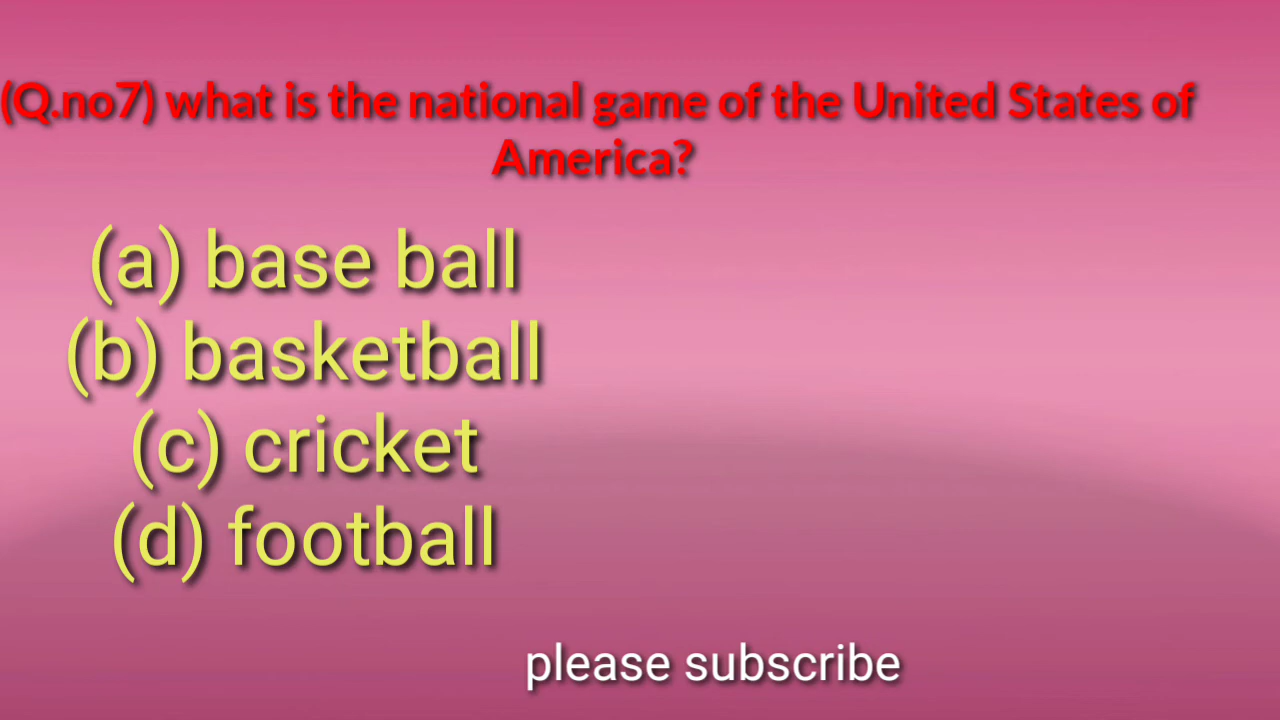 (Q.no7) what is the national game of the United States of
America?
(a) base ball
(b) basketball
(c) cricket
(d) football
please subscribe